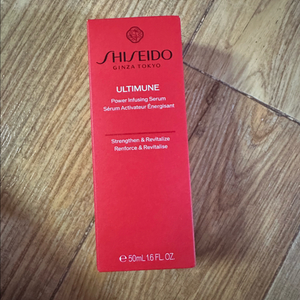 SHISEIDO
GINZA TOKYO
ULTIMUNE
Power Infusing Serum
Sérum Activateur Énergisant
Strengthen & Revitalize
Renforce & Revitalise
℮ 50mL 1.6 FL. OZ.